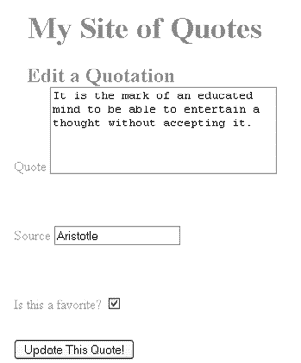 My Site of Quotes
Edit a Quotation
It is the mark of an educated
mind to be able to entertain a
thought without accepting it.
Quote
Source Aristotle
Is this a favorite?
Update This Quote!